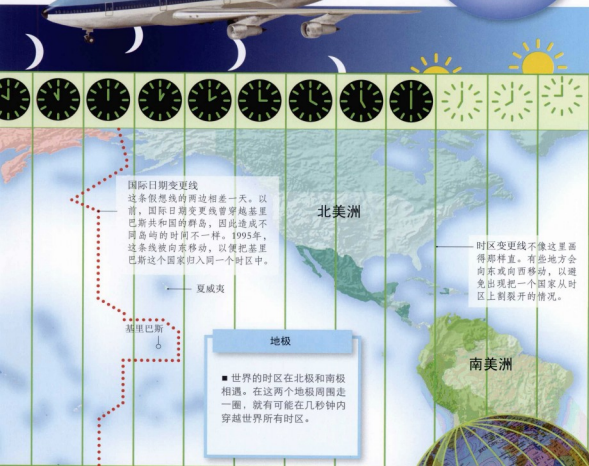 国际日期变更线
这条假想线的两边相差一天。以
前，国际日期变更线曾穿越基里
巴斯共和国的群岛，因此造成不
同岛屿的时间不一样。1995年，
这条线被向东移动，以便把基里
巴斯这个国家归入同一个时区中。
北美洲
时区变更线不像这里画
得那样直。有些地方会
向东或向西移动，以避
免出现把一个国家从时
区上割裂开的情况。
夏威夷
基里巴斯
地极
■ 世界的时区在北极和南极
相遇。在这两个地极周围走
一圈，就有可能在几秒钟内
穿越世界所有时区。
南美洲